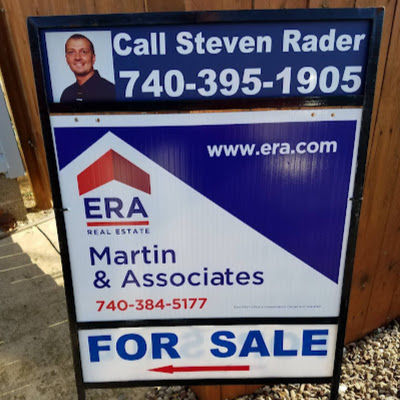 Call Steven Rader
740-395-1905
www.era.com
ERA
REAL ESTATE
Martin
& Associates
740-384-5177
FOR SALE